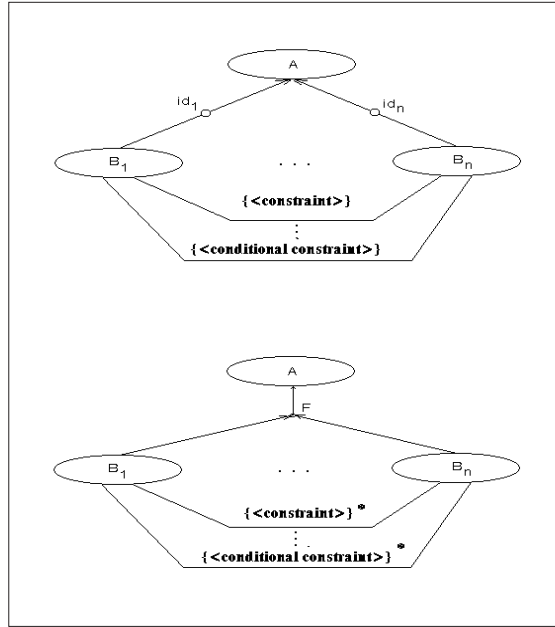 A
id1 idn
B1 . . . Bn
{<constraint>}
{<conditional constraint>}
A
F
B1 . . . Bn
{<constraint>}*
{<conditional constraint>}*